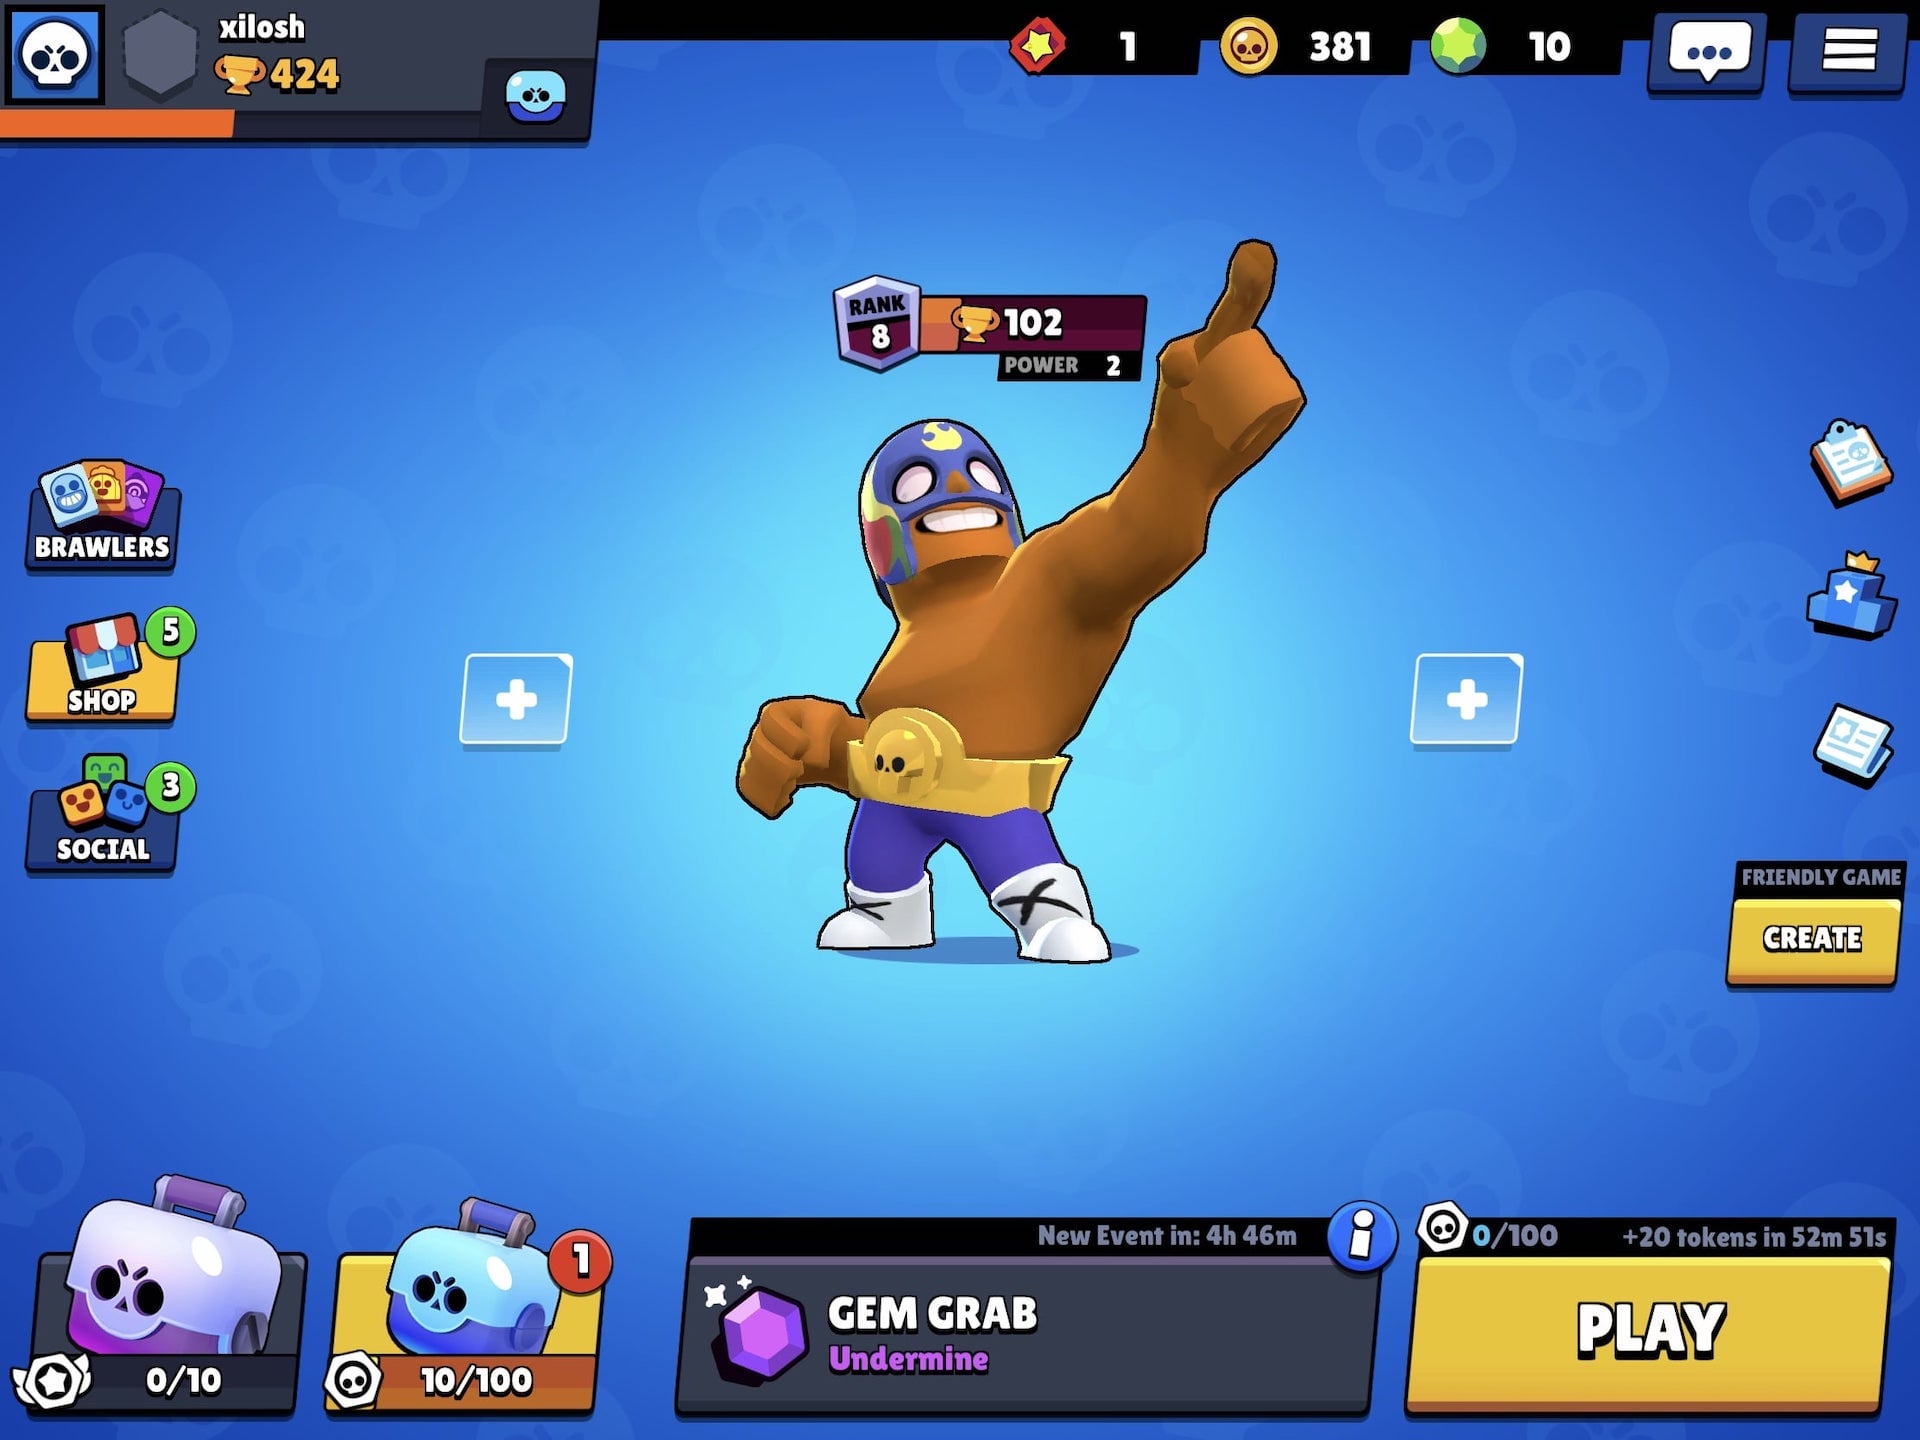 xilosh
424
1
381
10
RANK
8
102
POWER 2
BRAWLERS
5
SHOP
3
SOCIAL
FRIENDLY GAME
CREATE
0/10
1
10/100
New Event in: 4h 46m
i
GEM GRAB
Undermine
0/100
+20 tokens in 52m 51s
PLAY